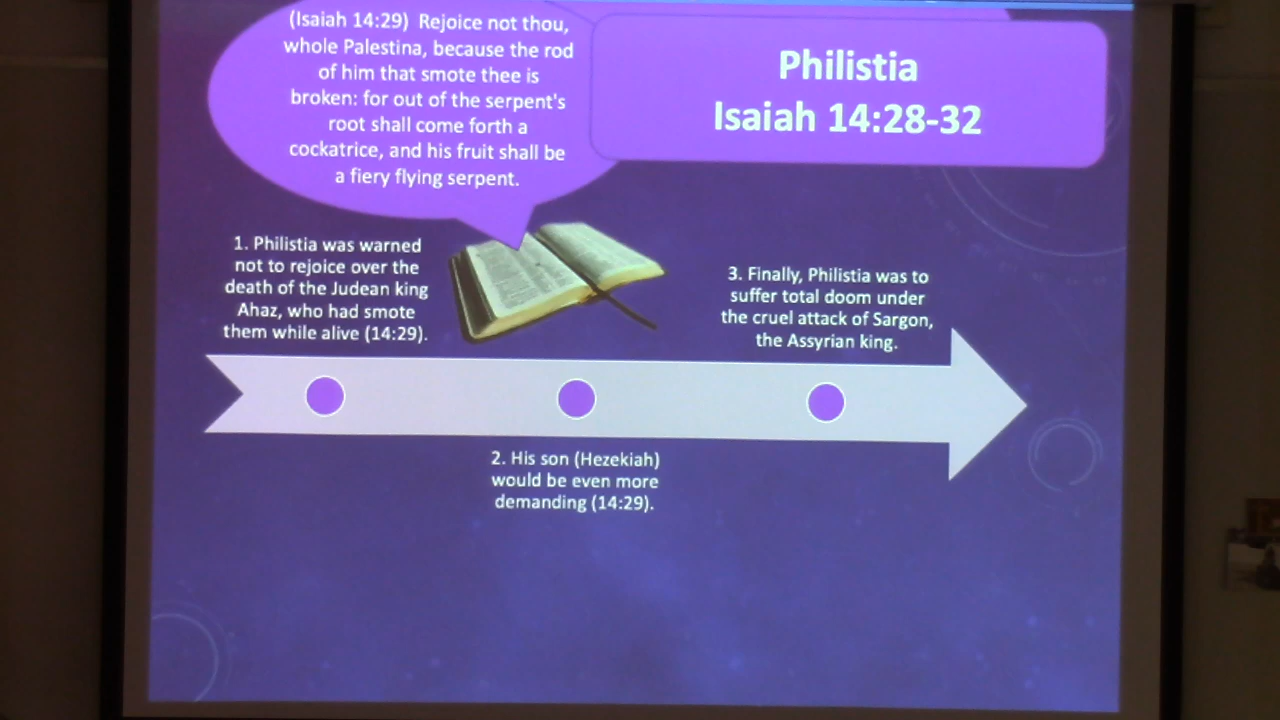 (Isaiah 14:29) Rejoice not thou,
whole Palestina, because the rod
of him that smote thee is
broken: for out of the serpent's
root shall come forth a
cockatrice, and his fruit shall be
a fiery flying serpent.
Philistia
Isaiah 14:28-32
1. Philistia was warned
not to rejoice over the
death of the Judean king
Ahaz, who had smote
them while alive (14:29).
2. His son (Hezekiah)
would be even more
demanding (14:29).
3. Finally, Philistia was to
suffer total doom under
the cruel attack of Sargon,
the Assyrian king.